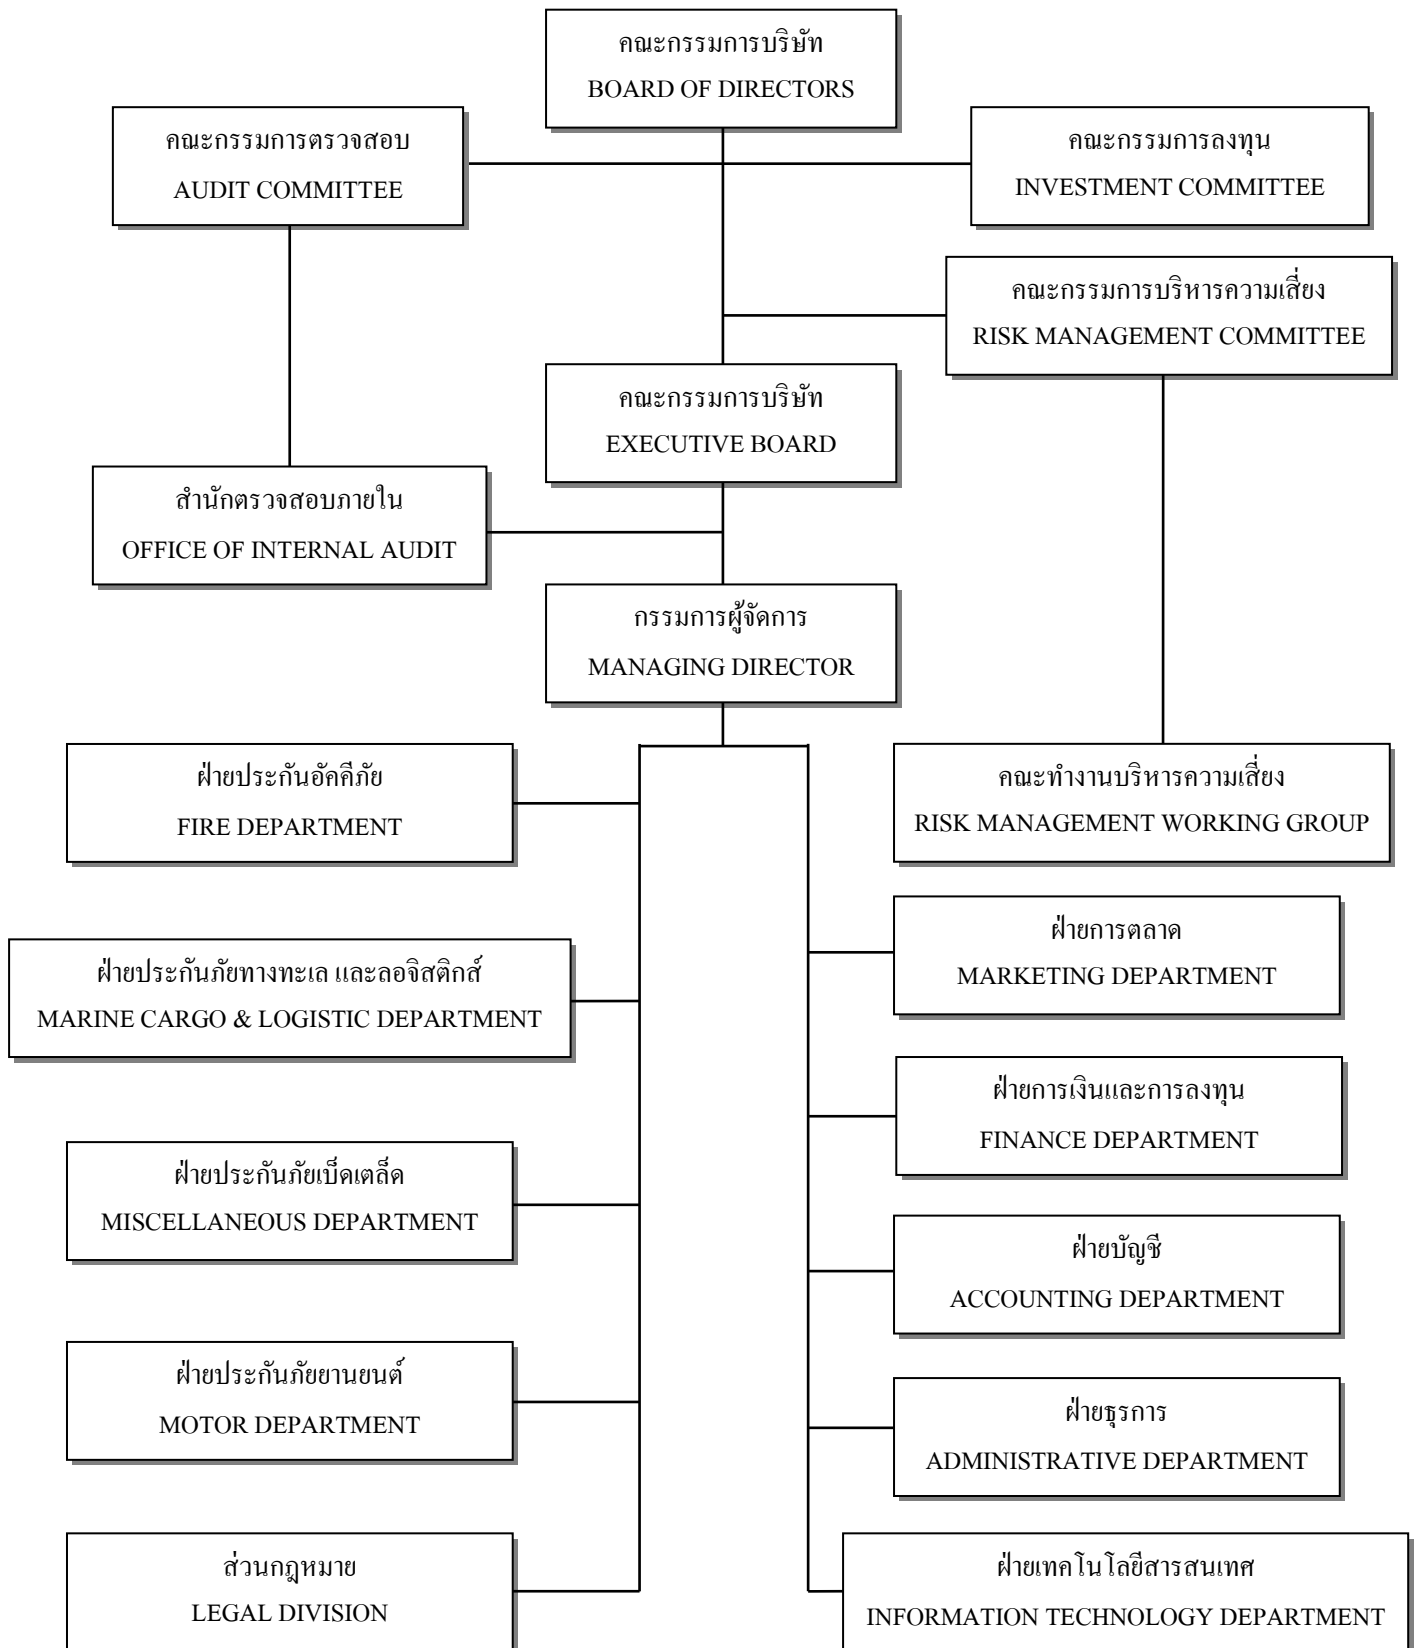 คณะกรรมการบริษัท
BOARD OF DIRECTORS
คณะกรรมการตรวจสอบ
AUDIT COMMITTEE
คณะกรรมการลงทุน
INVESTMENT COMMITTEE
คณะกรรมการบริหารความเสี่ยง
RISK MANAGEMENT COMMITTEE
คณะกรรมการบริษัท
EXECUTIVE BOARD
สำนักตรวจสอบภายใน
OFFICE OF INTERNAL AUDIT
กรรมการผู้จัดการ
MANAGING DIRECTOR
ฝ่ายประกันอัคคีภัย
FIRE DEPARTMENT
คณะทำงานบริหารความเสี่ยง
RISK MANAGEMENT WORKING GROUP
ฝ่ายการตลาด
MARKETING DEPARTMENT
ฝ่ายประกันภัยทางทะเล และลอจิสติกส์
MARINE CARGO & LOGISTIC DEPARTMENT
ฝ่ายการเงินและการลงทุน
FINANCE DEPARTMENT
ฝ่ายประกันภัยเบ็ดเตล็ด
MISCELLANEOUS DEPARTMENT
ฝ่ายบัญชี
ACCOUNTING DEPARTMENT
ฝ่ายประกันภัยยานยนต์
MOTOR DEPARTMENT
ฝ่ายธุรการ
ADMINISTRATIVE DEPARTMENT
ส่วนกฎหมาย
LEGAL DIVISION
ฝ่ายเทคโนโลยีสารสนเทศ
INFORMATION TECHNOLOGY DEPARTMENT